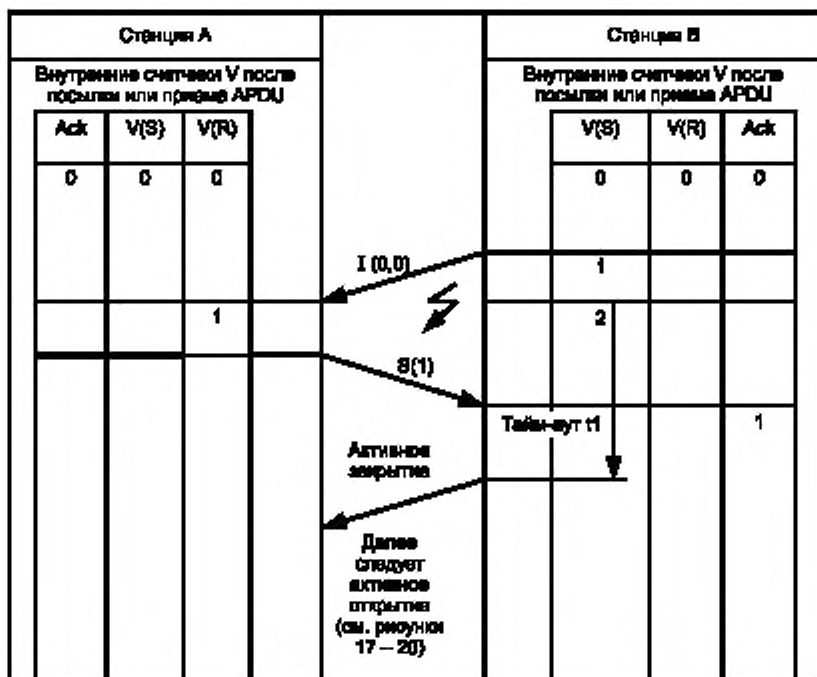 Станция А
Станция В
Внутренние счетчики V после
посылки или приема APDU
Внутренние счетчики V после
посылки или приема APDU
Ack V(S) V(R)
V(S) V(R) Ack
0 0 0
0 0 0
I (0,0)
1
1
2
S(1)
Тайм-аут t1
1
Активное
закрытие
Далее
следует
активное
открытие
(см. рисунки
17 – 20)